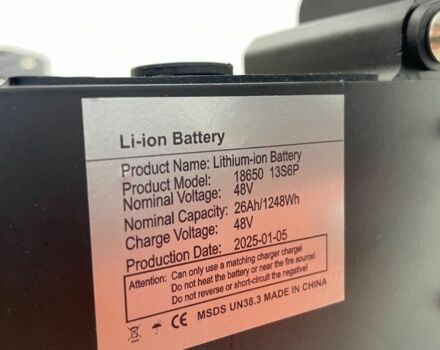 Li-ion Battery
Product Name: Lithium-ion Battery
Product Model: 18650 13S6P
Nominal Voltage: 48V
Nominal Capacity: 26Ah/1248Wh
Charge Voltage: 48V
Production Date: 2025-01-05
Attention: Can only use a matching charger charge!
Do not heat the battery or near the fire source!
Do not reverse or short-circuit the negative!
CE MSDS UN38.3 MADE IN CHINA